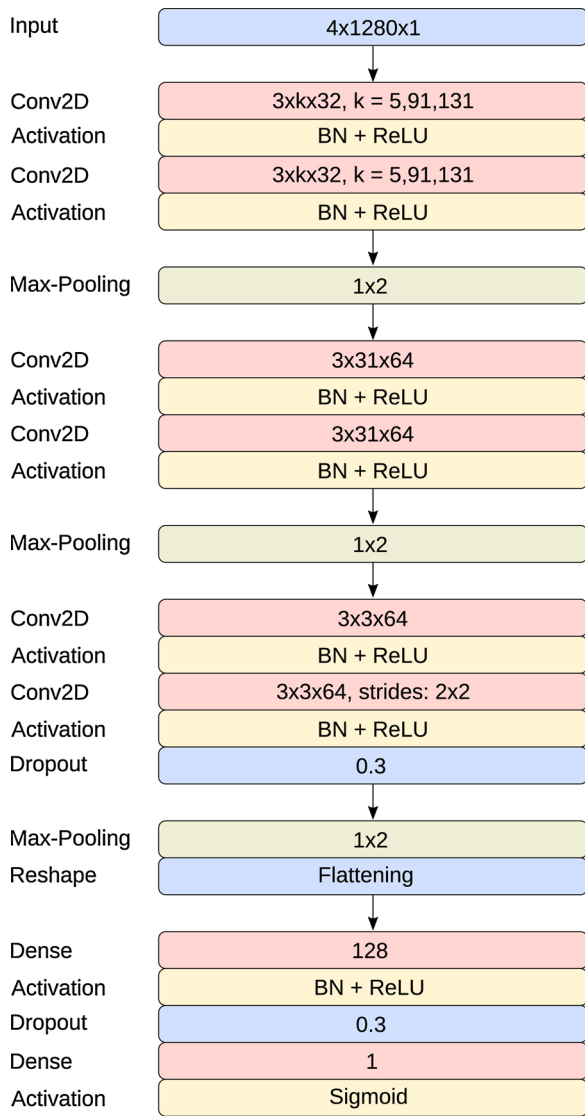 Input 4x1280x1
Conv2D 3xkx32, k = 5,91,131
Activation BN + ReLU
Conv2D 3xkx32, k = 5,91,131
Activation BN + ReLU
Max-Pooling 1x2
Conv2D 3x31x64
Activation BN + ReLU
Conv2D 3x31x64
Activation BN + ReLU
Max-Pooling 1x2
Conv2D 3x3x64
Activation BN + ReLU
Conv2D 3x3x64, strides: 2x2
Activation BN + ReLU
Dropout 0.3
Max-Pooling 1x2
Reshape Flattening
Dense 128
Activation BN + ReLU
Dropout 0.3
Dense 1
Activation Sigmoid